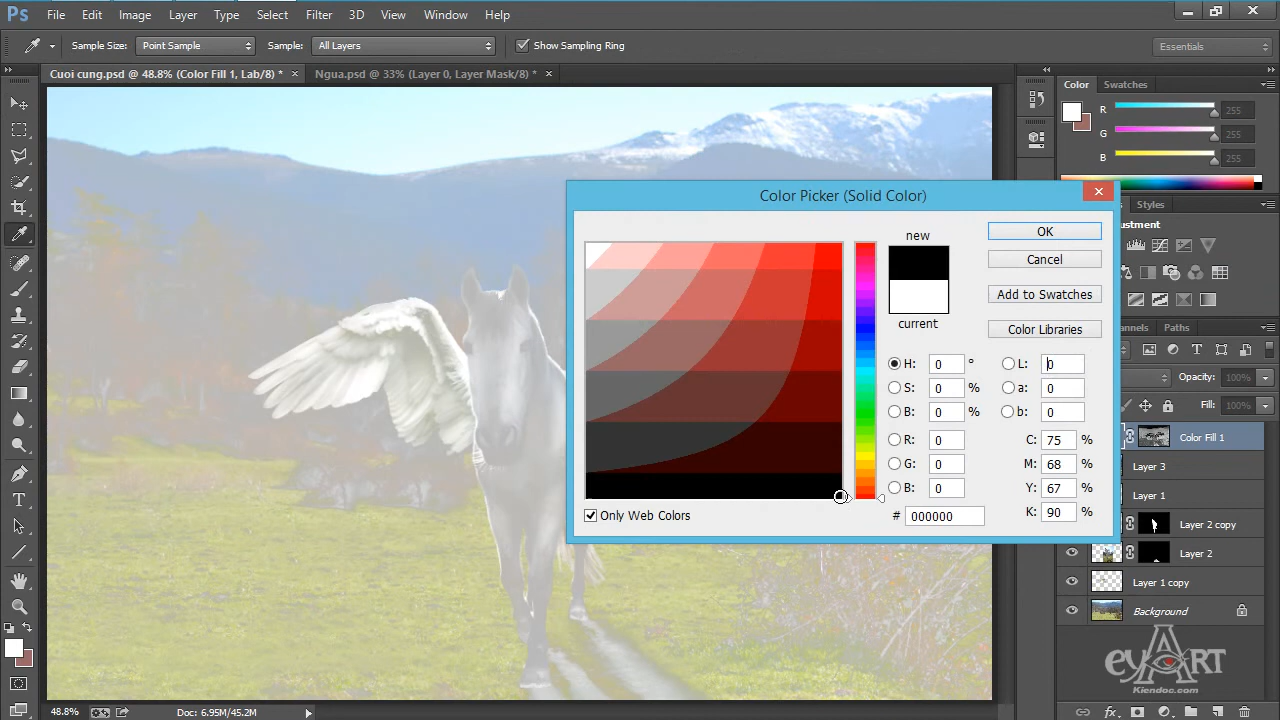 Ps File Edit Image Layer Type Select Filter 3D View Window Help
Sample Size: Point Sample Sample: All Layers Show Sampling Ring Essentials
Cuoi cung.psd @ 48.8% (Color Fill 1, Lab/8) * × Ngua.psd @ 33% (Layer 0, Layer Mask/8) * ×
Color Swatches
R 255
G 255
B 255
Color Picker (Solid Color)
Styles
new
OK
current
Cancel
Add to Swatches
Color Libraries
H: 0 °
S: 0 %
B: 0 %
R: 0
G: 0
B: 0
# 000000
L: 0
a: 0
b: 0
C: 75 %
M: 68 %
Y: 67 %
K: 90 %
Only Web Colors
Paths
Opacity: 100%
Fill: 100%
Color Fill 1
Layer 3
Layer 1
Layer 2 copy
Layer 2
Layer 1 copy
Background
eyART
Kiendoc.com
48.8% Doc: 6.95M/45.2M